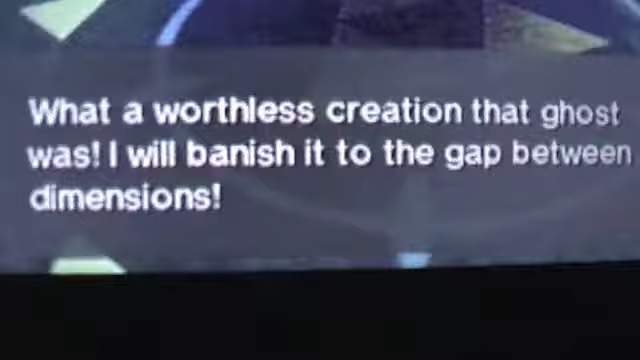 What a worthless creation that ghost
was! I will banish it to the gap between
dimensions!